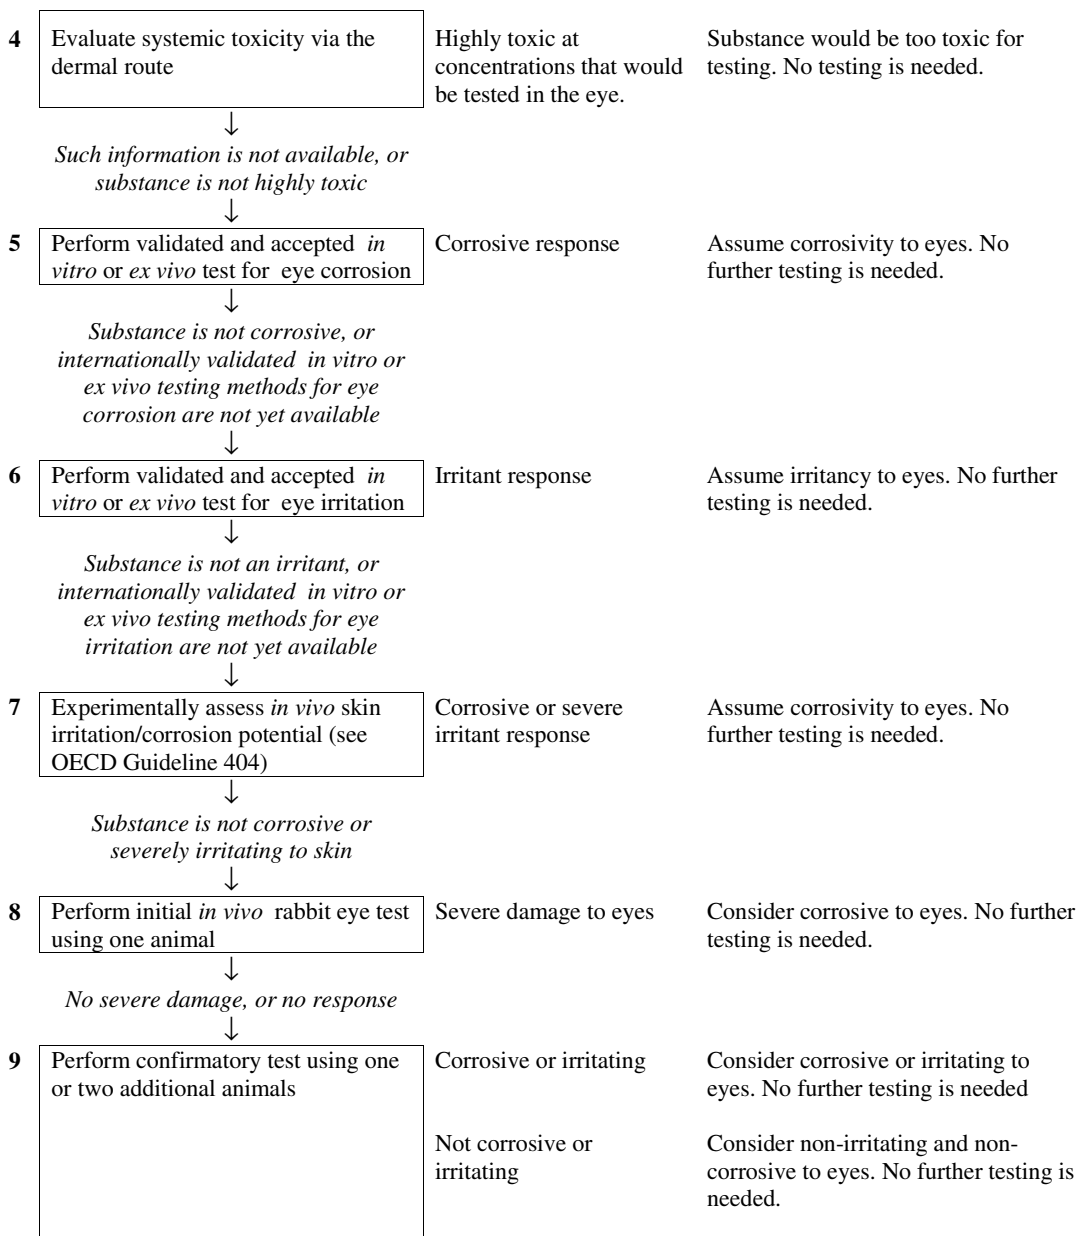 4 Evaluate systemic toxicity via the dermal route
Highly toxic at concentrations that would be tested in the eye.
Substance would be too toxic for testing. No testing is needed.
↓
Such information is not available, or
substance is not highly toxic
↓
5 Perform validated and accepted in vitro or ex vivo test for eye corrosion
Corrosive response
Assume corrosivity to eyes. No further testing is needed.
↓
Substance is not corrosive, or
internationally validated in vitro or
ex vivo testing methods for eye
corrosion are not yet available
↓
6 Perform validated and accepted in vitro or ex vivo test for eye irritation
Irritant response
Assume irritancy to eyes. No further testing is needed.
↓
Substance is not an irritant, or
internationally validated in vitro or
ex vivo testing methods for eye
irritation are not yet available
↓
7 Experimentally assess in vivo skin irritation/corrosion potential (see OECD Guideline 404)
Corrosive or severe irritant response
Assume corrosivity to eyes. No further testing is needed.
↓
Substance is not corrosive or
severely irritating to skin
↓
8 Perform initial in vivo rabbit eye test using one animal
Severe damage to eyes
Consider corrosive to eyes. No further testing is needed.
↓
No severe damage, or no response
↓
9 Perform confirmatory test using one or two additional animals
Corrosive or irritating
Consider corrosive or irritating to eyes. No further testing is needed
Not corrosive or irritating
Consider non-irritating and non-corrosive to eyes. No further testing is needed.